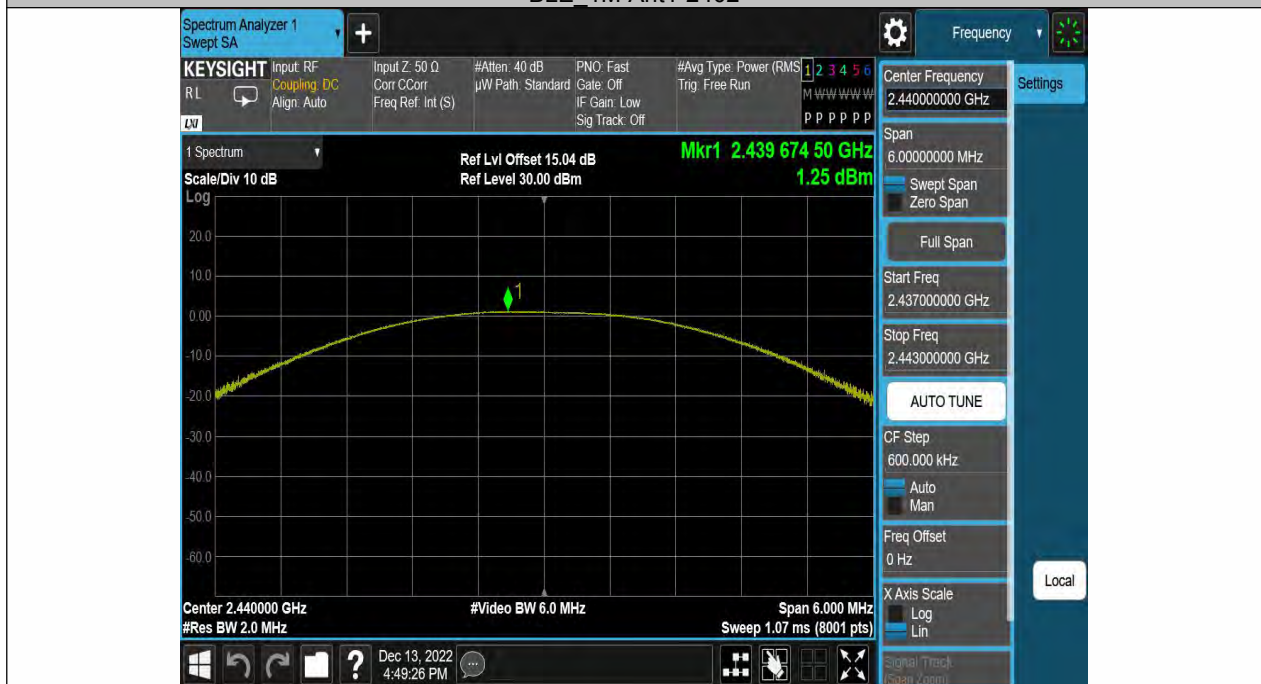 Spectrum Analyzer 1
Swept SA
+
Frequency
KEYSIGHT
RL
LXI
Input: RF
Coupling: DC
Align: Auto
Input Z: 50 Ω
Corr CCorr
Freq Ref: Int (S)
#Atten: 40 dB
µW Path: Standard
PNO: Fast
Gate: Off
IF Gain: Low
Sig Track: Off
#Avg Type: Power (RMS
Trig: Free Run
1 2 3 4 5 6
M W W W W W
P P P P P P
1 Spectrum
Scale/Div 10 dB
Log
Ref Lvl Offset 15.04 dB
Ref Level 30.00 dBm
Mkr1 2.439 674 50 GHz
1.25 dBm
20.0
10.0
0.00
-10.0
-20.0
-30.0
-40.0
-50.0
-60.0
1
Center 2.440000 GHz
#Res BW 2.0 MHz
#Video BW 6.0 MHz
Span 6.000 MHz
Sweep 1.07 ms (8001 pts)
?
Dec 13, 2022
4:49:26 PM
Center Frequency
2.440000000 GHz
Settings
Span
6.00000000 MHz
Swept Span
Zero Span
Full Span
Start Freq
2.437000000 GHz
Stop Freq
2.443000000 GHz
AUTO TUNE
CF Step
600.000 kHz
Auto
Man
Freq Offset
0 Hz
X Axis Scale
Log
Lin
Local
Signal Track
(Span Zoom)